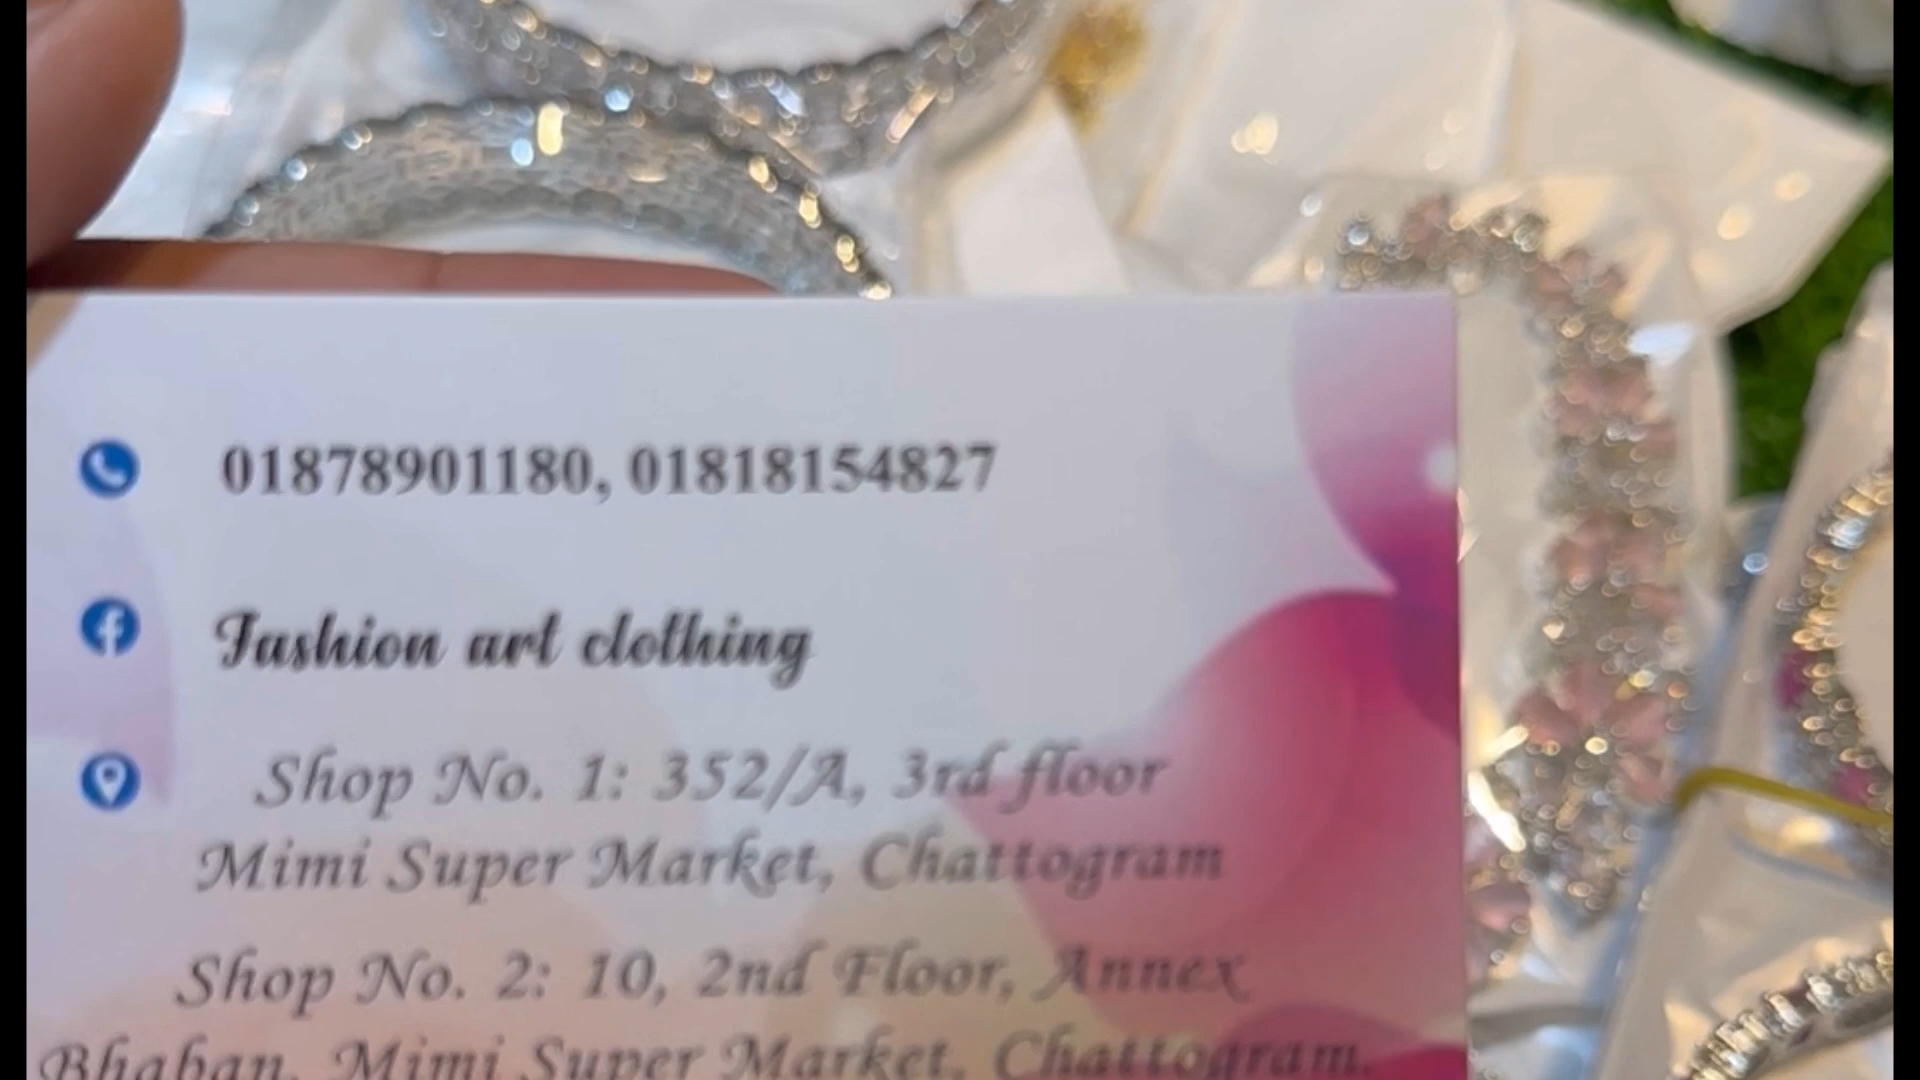 01878901180, 01818154827
Fashion art clothing
Shop No. 1: 352/A, 3rd floor
Mimi Super Market, Chattogram
Shop No. 2: 10, 2nd Floor, Annex
Bhaban, Mimi Super Market, Chattogram.